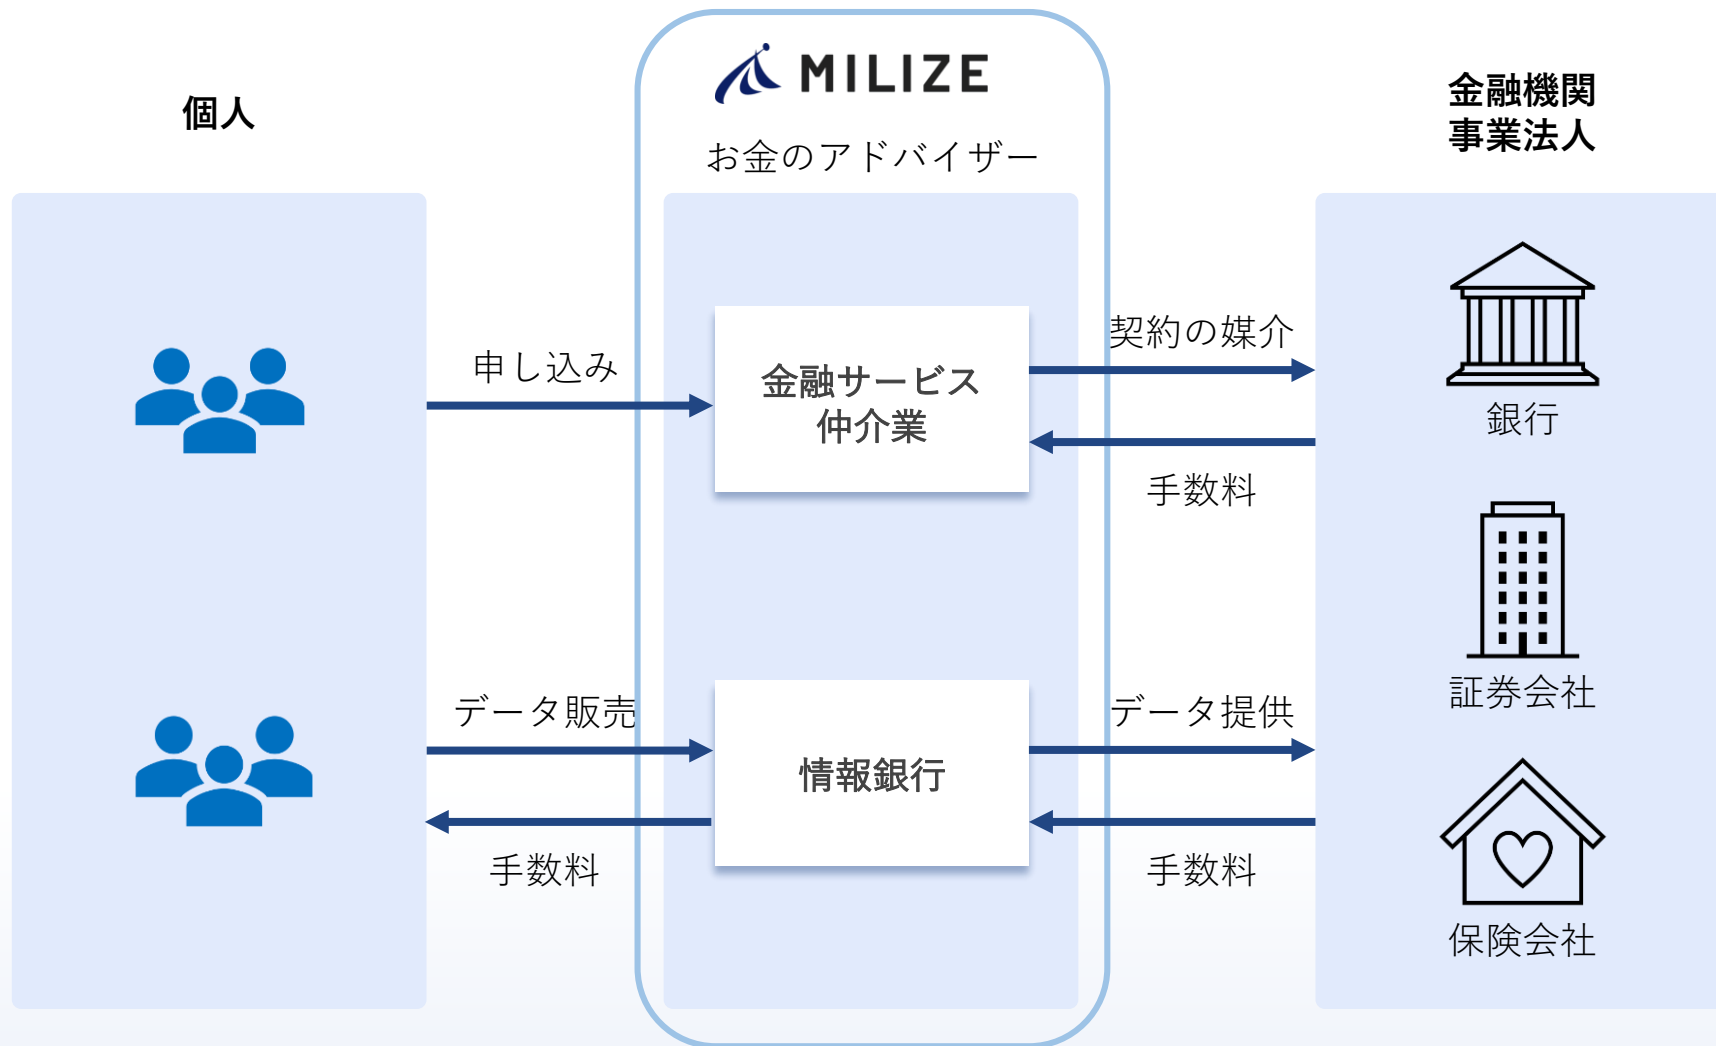 個人
MILIZE
お金のアドバイザー
金融機関
事業法人
申し込み
金融サービス
仲介業
契約の媒介
手数料
銀行
証券会社
データ販売
手数料
情報銀行
データ提供
手数料
保険会社